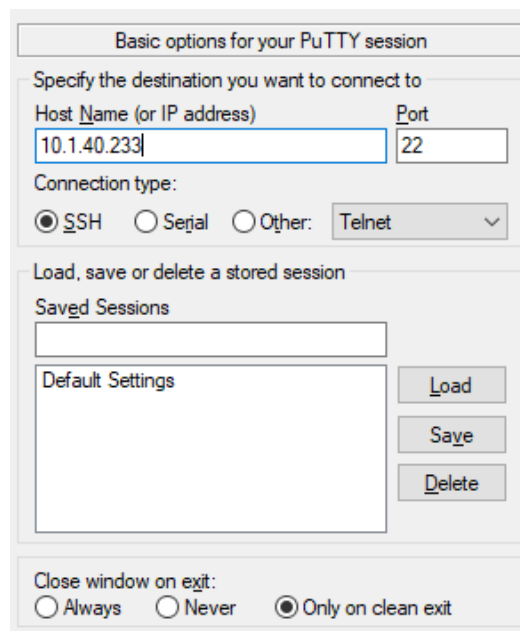 Basic options for your PuTTY session
Specify the destination you want to connect to
Host Name (or IP address) Port
10.1.40.233 22
Connection type:
SSH Serial Other: Telnet
Load, save or delete a stored session
Saved Sessions
Default Settings
Load
Save
Delete
Close window on exit:
Always Never Only on clean exit